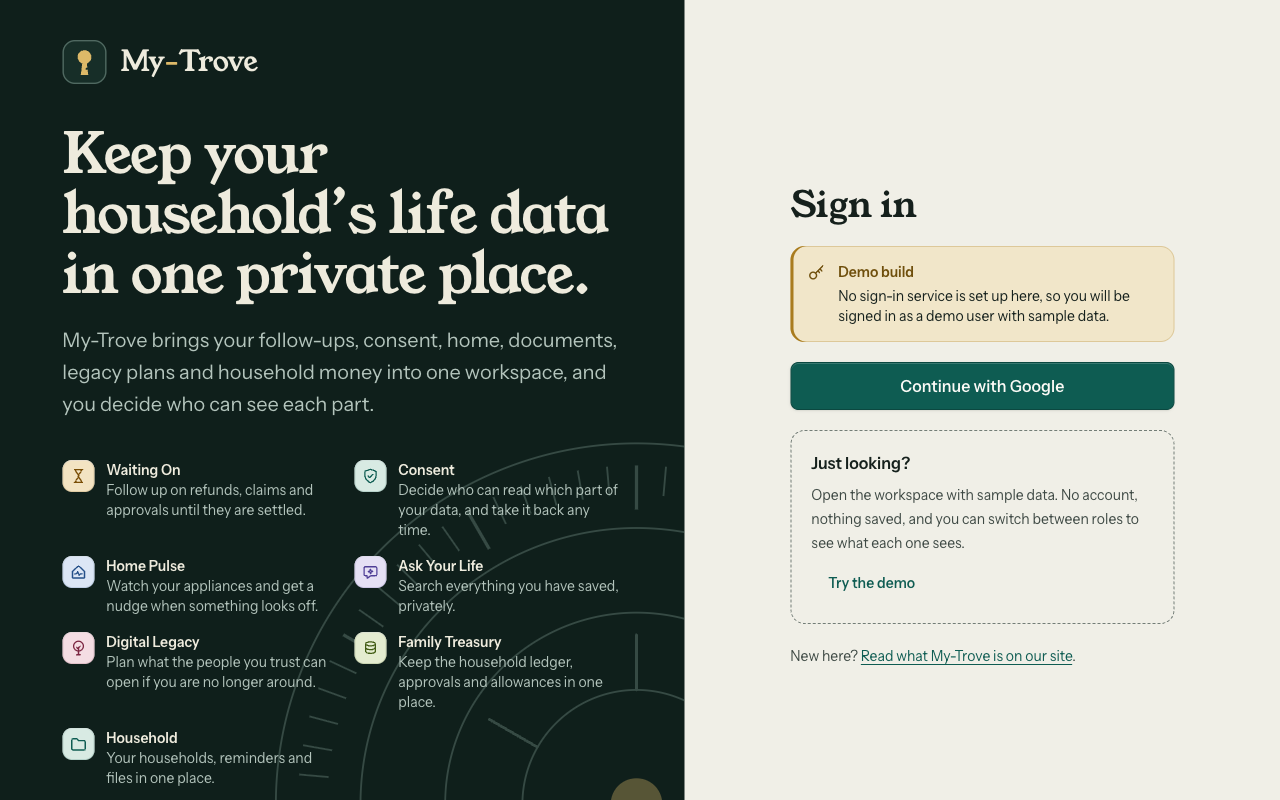 My-Trove
Keep your
household’s life data
in one private place.
My-Trove brings your follow-ups, consent, home, documents,
legacy plans and household money into one workspace, and
you decide who can see each part.
Waiting On
Follow up on refunds, claims and
approvals until they are settled.
Consent
Decide who can read which part of
your data, and take it back any
time.
Home Pulse
Watch your appliances and get a
nudge when something looks off.
Ask Your Life
Search everything you have saved,
privately.
Digital Legacy
Plan what the people you trust can
open if you are no longer around.
Family Treasury
Keep the household ledger,
approvals and allowances in one
place.
Household
Your households, reminders and
files in one place.
Sign in
Demo build
No sign-in service is set up here, so you will be
signed in as a demo user with sample data.
Continue with Google
Just looking?
Open the workspace with sample data. No account,
nothing saved, and you can switch between roles to
see what each one sees.
Try the demo
New here? Read what My-Trove is on our site.